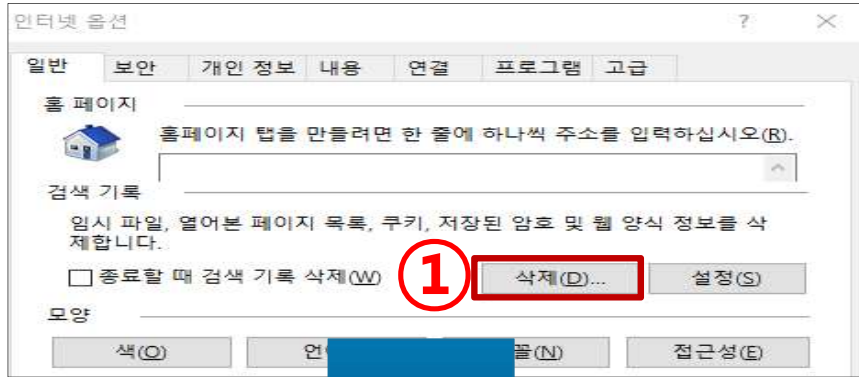 인터넷 옵션 ?
일반 보안 개인 정보 내용 연결 프로그램 고급
홈 페이지
홈페이지 탭을 만들려면 한 줄에 하나씩 주소를 입력하십시오(R).
검색 기록
임시 파일, 열어본 페이지 목록, 쿠키, 저장된 암호 및 웹 양식 정보를 삭
제합니다.
종료할 때 검색 기록 삭제(W) 1 삭제(D)... 설정(S)
모양
색(O) 꼴(N) 접근성(E)